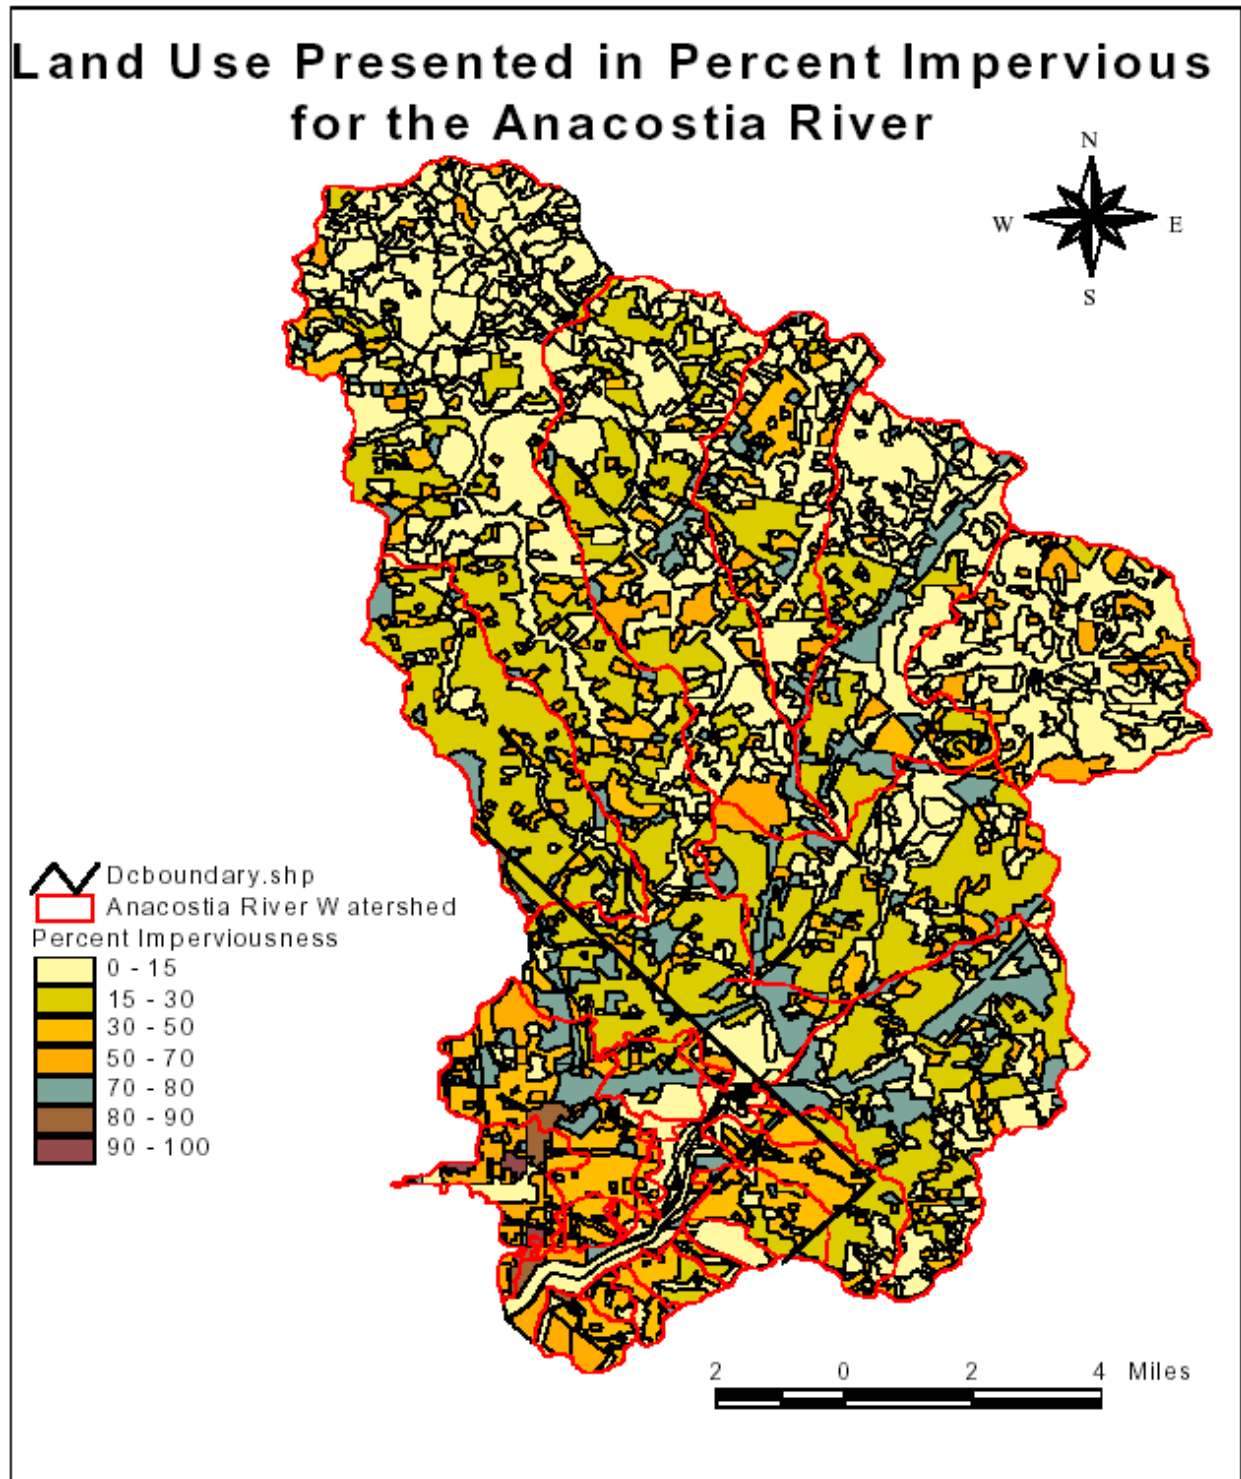 Land Use Presented in Percent Impervious
for the Anacostia River
N
W E
S
Dcboundary.shp
Anacostia River Watershed
Percent Imperviousness
0 - 15
15 - 30
30 - 50
50 - 70
70 - 80
80 - 90
90 - 100
2 0 2 4 Miles